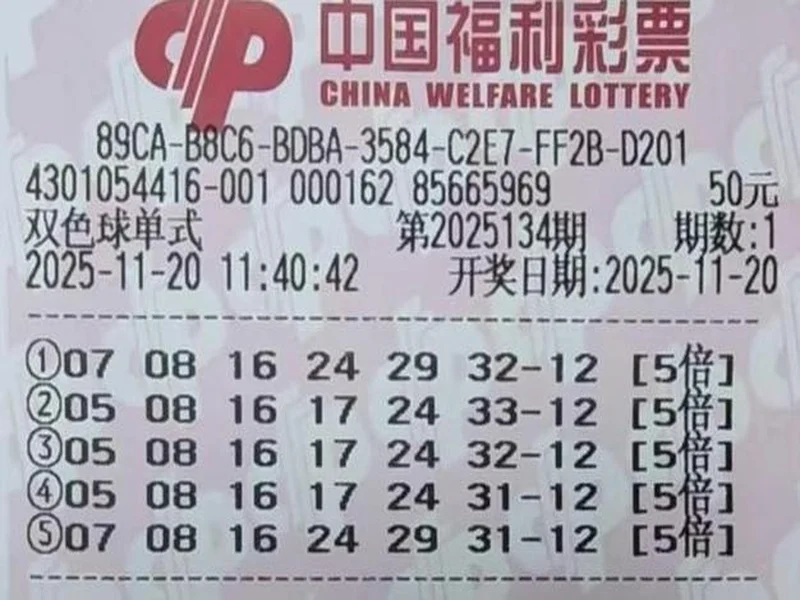 中国福利彩票
CHINA WELFARE LOTTERY
89CA-B8C6-BDBA-3584-C2E7-FF2B-D201
4301054416-001 000162 85665969 50元
双色球单式 第2025134期 期数:1
2025-11-20 11:40:42 开奖日期:2025-11-20
①07 08 16 24 29 32-12 [5倍]
②05 08 16 17 24 33-12 [5倍]
③05 08 16 17 24 32-12 [5倍]
④05 08 16 17 24 31-12 [5倍]
⑤07 08 16 24 29 31-12 [5倍]